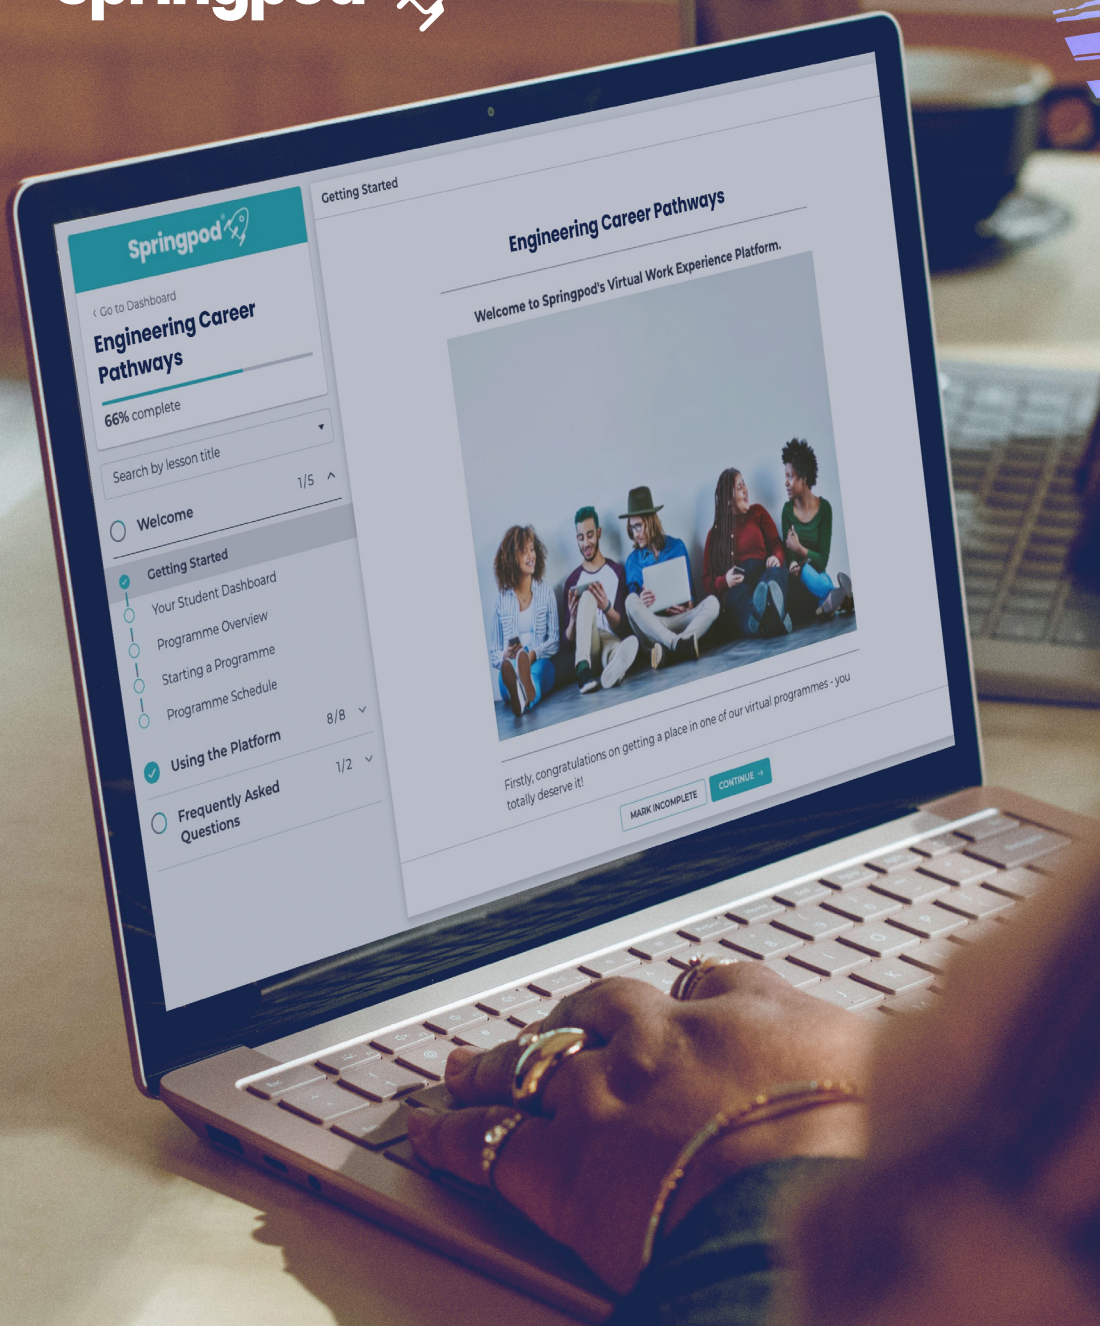 springpod
Springpod
‹ Go to Dashboard
Engineering Career
Pathways
66% complete
Search by lesson title
1/5
Welcome
Getting Started
Your Student Dashboard
Programme Overview
Starting a Programme
Programme Schedule
Using the Platform
8/8
Frequently Asked
Questions
1/2
Getting Started
Engineering Career Pathways
Welcome to Springpod's Virtual Work Experience Platform.
Firstly, congratulations on getting a place in one of our virtual programmes - you
totally deserve it!
MARK INCOMPLETE
CONTINUE →